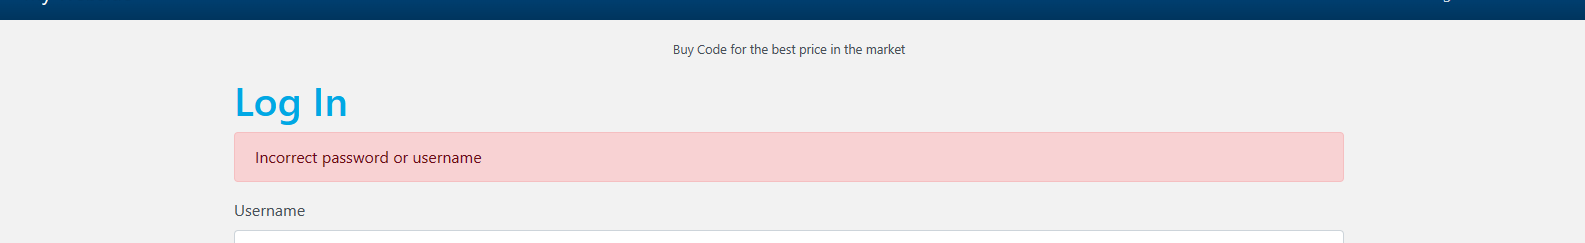 Buy Code for the best price in the market
Log In
Incorrect password or username
Username